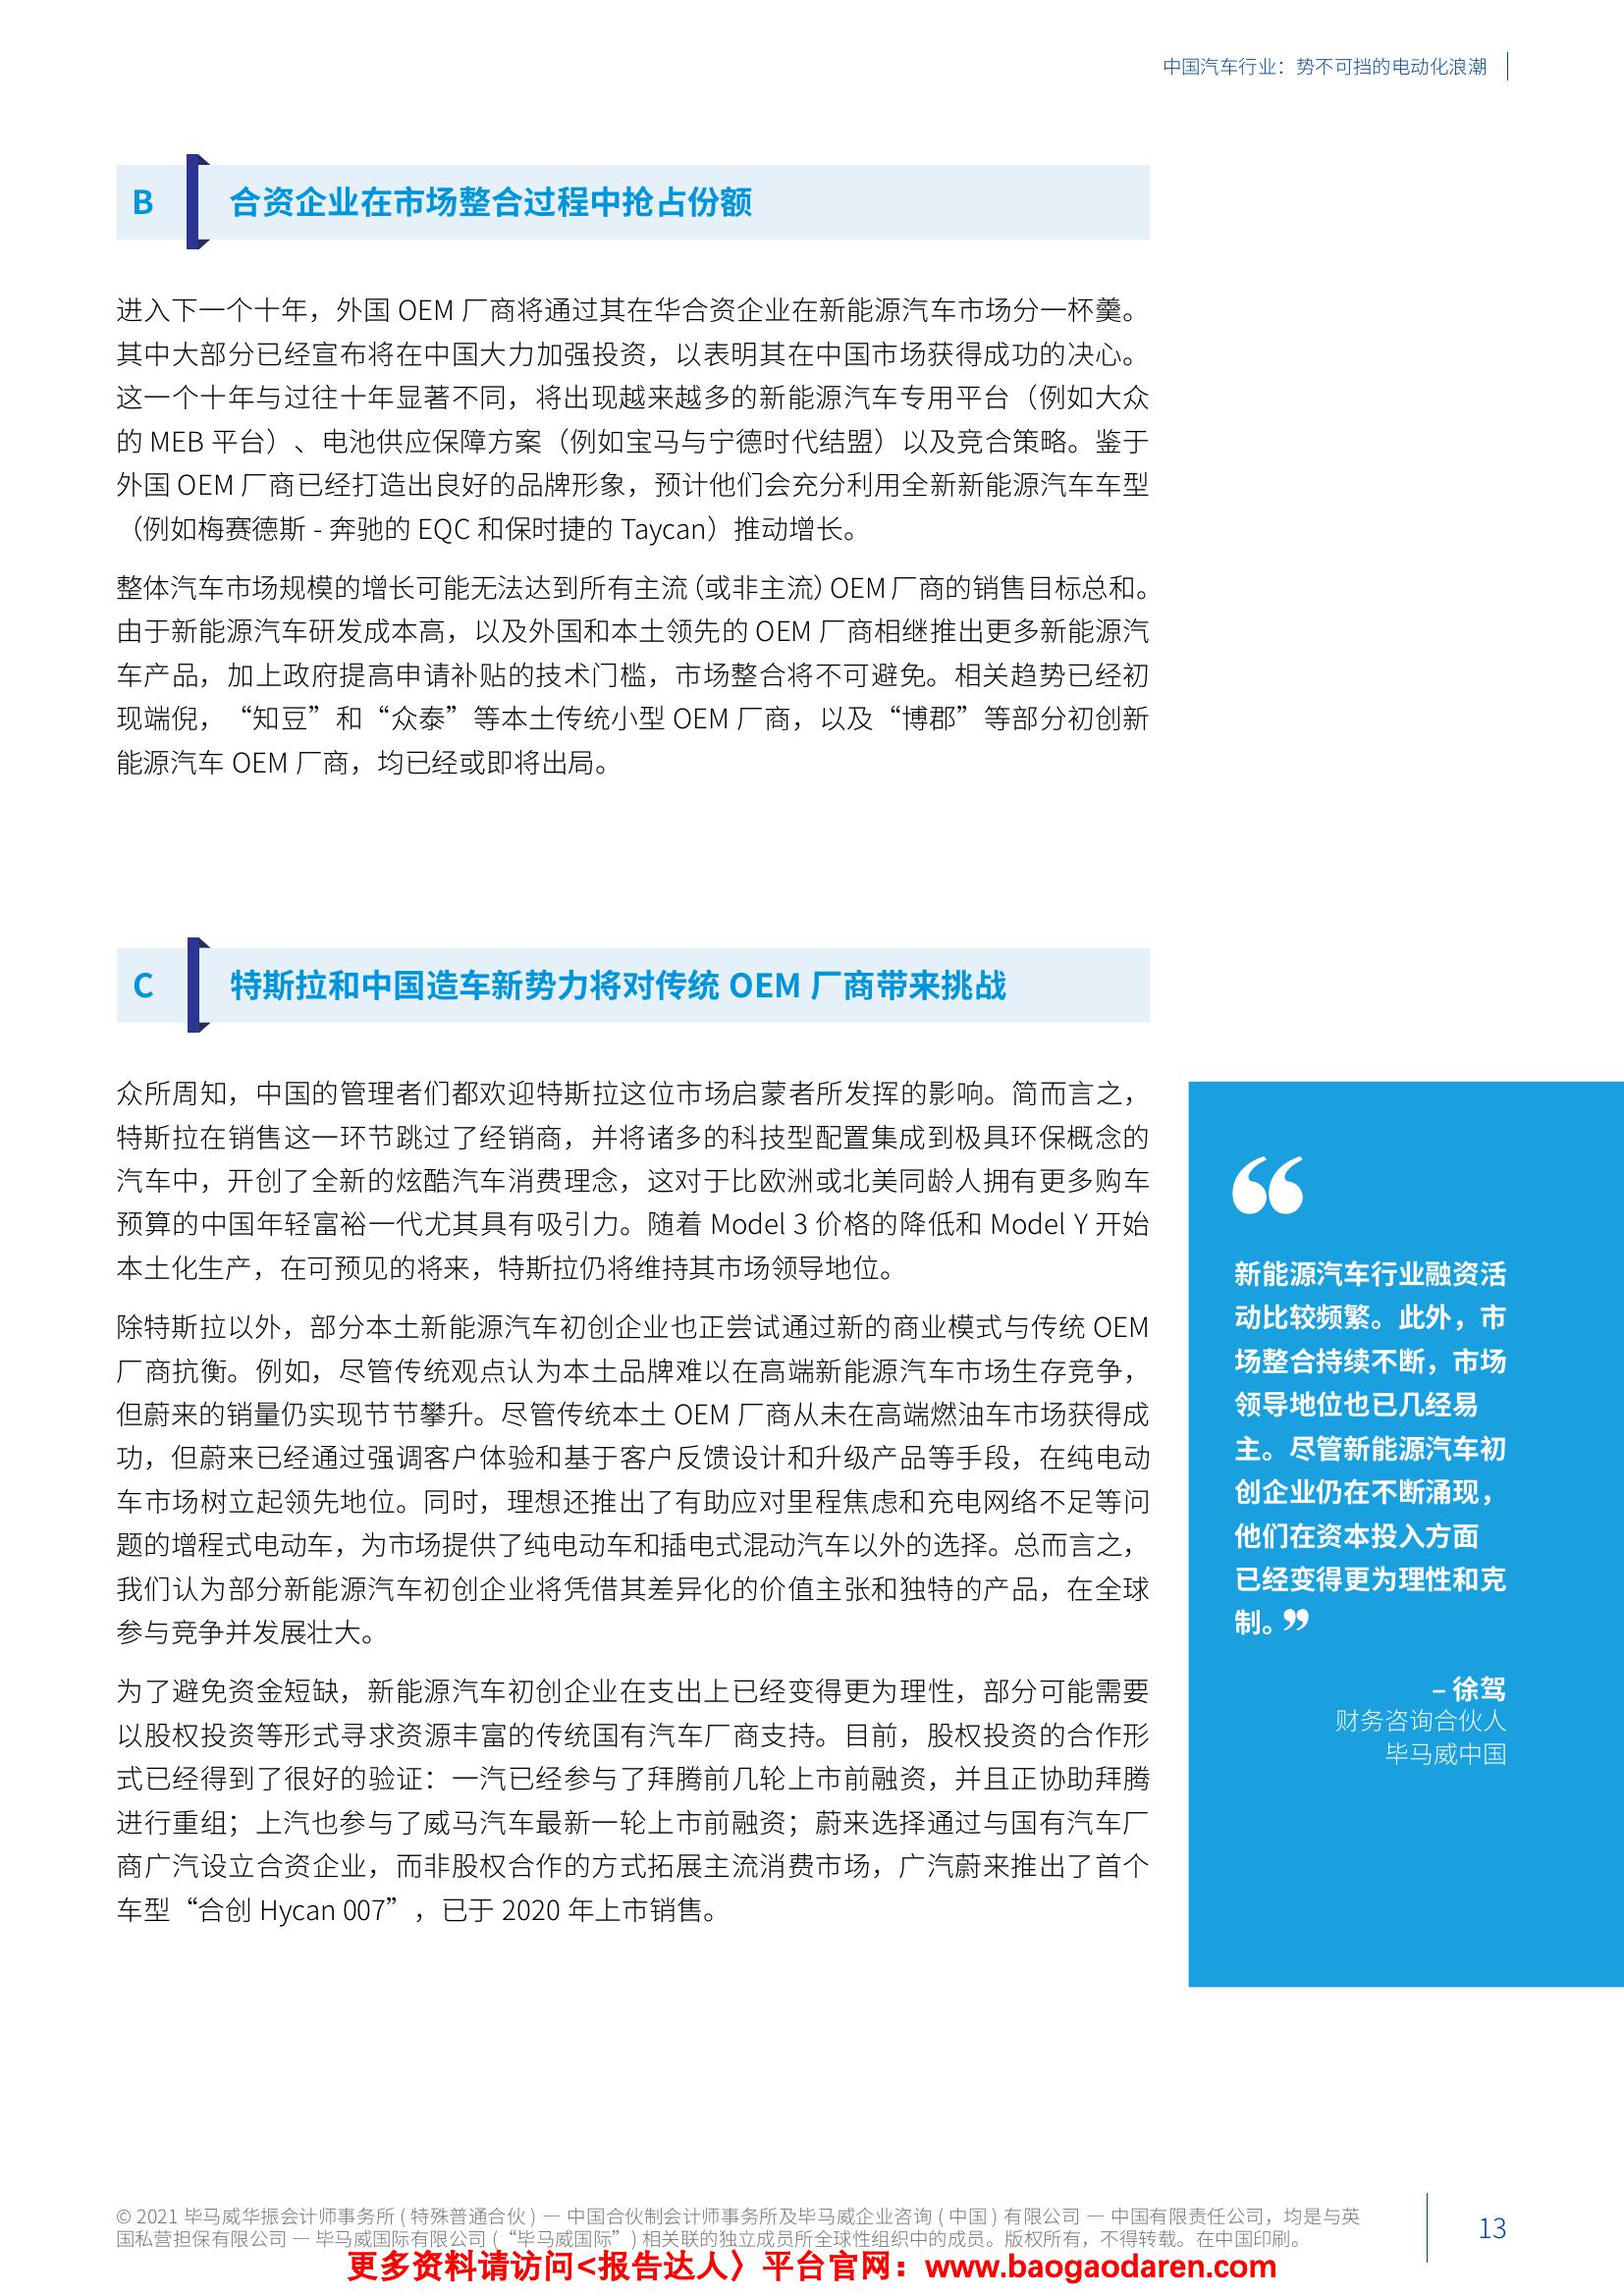 中国汽车行业：势不可挡的电动化浪潮
B 合资企业在市场整合过程中抢占份额
进入下一个十年，外国 OEM 厂商将通过其在华合资企业在新能源汽车市场分一杯羹。
其中大部分已经宣布将在中国大力加强投资，以表明其在中国市场获得成功的决心。
这一个十年与过往十年显著不同，将出现越来越多的新能源汽车专用平台（例如大众
的 MEB 平台）、电池供应保障方案（例如宝马与宁德时代结盟）以及竞合策略。鉴于
外国 OEM 厂商已经打造出良好的品牌形象，预计他们会充分利用全新新能源汽车车型
（例如梅赛德斯 - 奔驰的 EQC 和保时捷的 Taycan）推动增长。
整体汽车市场规模的增长可能无法达到所有主流（或非主流）OEM 厂商的销售目标总和。
由于新能源汽车研发成本高，以及外国和本土领先的 OEM 厂商相继推出更多新能源汽
车产品，加上政府提高申请补贴的技术门槛，市场整合将不可避免。相关趋势已经初
现端倪，“知豆”和“众泰”等本土传统小型 OEM 厂商，以及“博郡”等部分初创新
能源汽车 OEM 厂商，均已经或即将出局。
C 特斯拉和中国造车新势力将对传统 OEM 厂商带来挑战
众所周知，中国的管理者们都欢迎特斯拉这位市场启蒙者所发挥的影响。简而言之，
特斯拉在销售这一环节跳过了经销商，并将诸多的科技型配置集成到极具环保概念的
汽车中，开创了全新的炫酷汽车消费理念，这对于比欧洲或北美同龄人拥有更多购车
预算的中国年轻富裕一代尤其具有吸引力。随着 Model 3 价格的降低和 Model Y 开始
本土化生产，在可预见的将来，特斯拉仍将维持其市场领导地位。
除特斯拉以外，部分本土新能源汽车初创企业也正尝试通过新的商业模式与传统 OEM
厂商抗衡。例如，尽管传统观点认为本土品牌难以在高端新能源汽车市场生存竞争，
但蔚来的销量仍实现节节攀升。尽管传统本土 OEM 厂商从未在高端燃油车市场获得成
功，但蔚来已经通过强调客户体验和基于客户反馈设计和升级产品等手段，在纯电动
车市场树立起领先地位。同时，理想还推出了有助应对里程焦虑和充电网络不足等问
题的增程式电动车，为市场提供了纯电动车和插电式混动汽车以外的选择。总而言之，
我们认为部分新能源汽车初创企业将凭借其差异化的价值主张和独特的产品，在全球
参与竞争并发展壮大。
为了避免资金短缺，新能源汽车初创企业在支出上已经变得更为理性，部分可能需要
以股权投资等形式寻求资源丰富的传统国有汽车厂商支持。目前，股权投资的合作形
式已经得到了很好的验证：一汽已经参与了拜腾前几轮上市前融资，并且正协助拜腾
进行重组；上汽也参与了威马汽车最新一轮上市前融资；蔚来选择通过与国有汽车厂
商广汽设立合资企业，而非股权合作的方式拓展主流消费市场，广汽蔚来推出了首个
车型“合创 Hycan 007”，已于 2020 年上市销售。
“
新能源汽车行业融资活
动比较频繁。此外，市
场整合持续不断，市场
领导地位也已几经易
主。尽管新能源汽车初
创企业仍在不断涌现，
他们在资本投入方面
已经变得更为理性和克
制。”
– 徐驾
财务咨询合伙人
毕马威中国
© 2021 毕马威华振会计师事务所 ( 特殊普通合伙 ) — 中国合伙制会计师事务所及毕马威企业咨询 ( 中国 ) 有限公司 — 中国有限责任公司，均是与英
国私营担保有限公司 — 毕马威国际有限公司 (“毕马威国际”) 相关联的独立成员所全球性组织中的成员。版权所有，不得转载。在中国印刷。
13
更多资料请访问<报告达人〉平台官网：www.baogaodaren.com